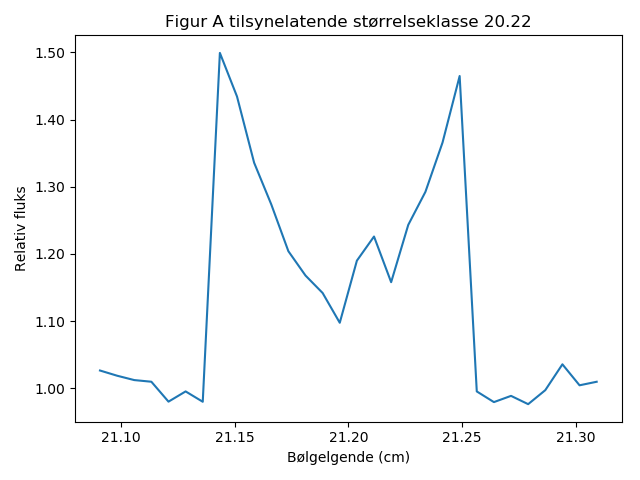 Figur A tilsynelatende størrelseklasse 20.22
1.50
1.40
1.30
1.20
1.10
1.00
Relativ fluks
21.10 21.15 21.20 21.25 21.30
Bølgelgende (cm)